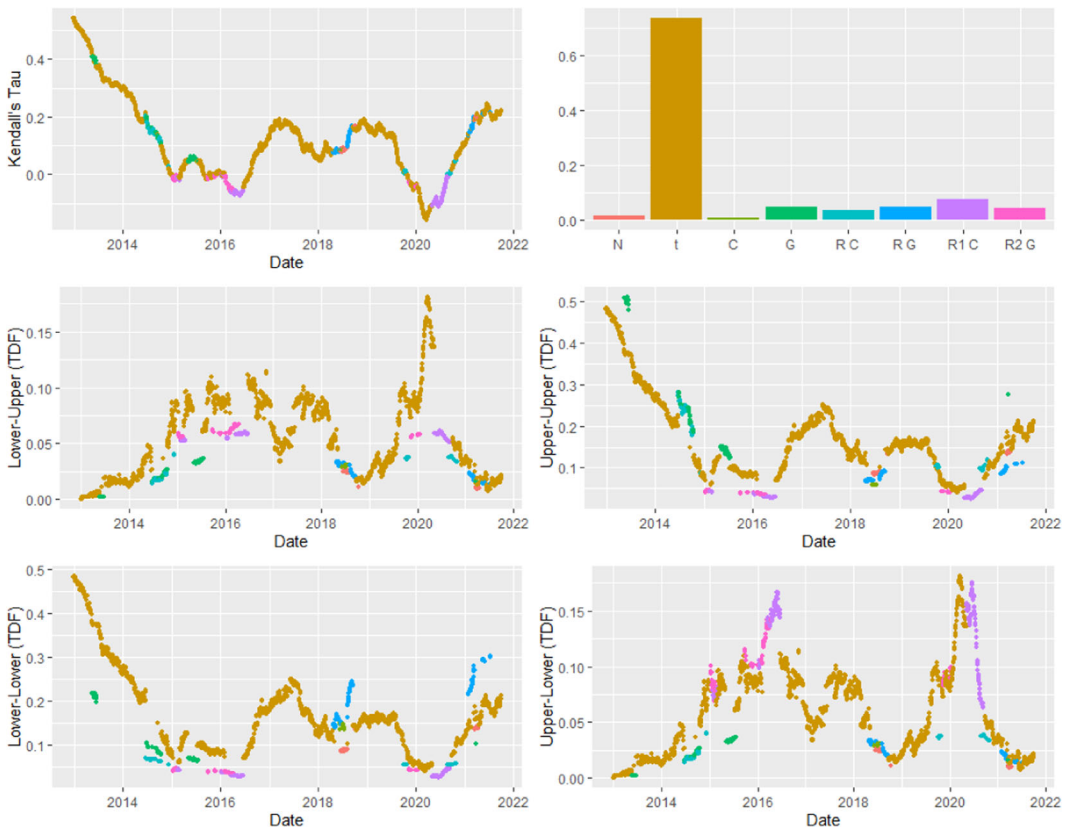 Kendall's Tau
0.4
0.2
0.0
2014 2016 2018 2020 2022
Date
0.6
0.4
0.2
0.0
N t C G R C R G R1 C R2 G
Lower-Upper (TDF)
0.15
0.10
0.05
0.00
2014 2016 2018 2020 2022
Date
Upper-Upper (TDF)
0.5
0.4
0.3
0.2
0.1
2014 2016 2018 2020 2022
Date
Lower-Lower (TDF)
0.5
0.4
0.3
0.2
0.1
2014 2016 2018 2020 2022
Date
Upper-Lower (TDF)
0.15
0.10
0.05
0.00
2014 2016 2018 2020 2022
Date